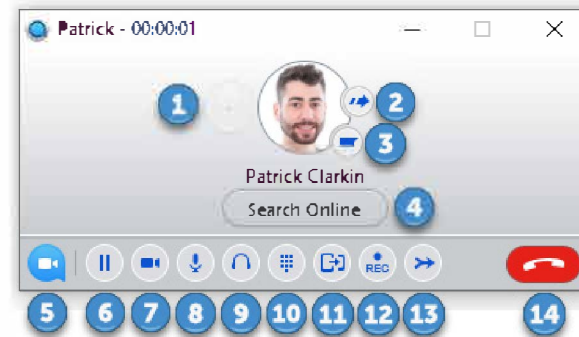 Patrick - 00:00:01
1
2
3
Patrick Clarkin
Search Online
4
REC
5 6 7 8 9 10 11 12 13 14